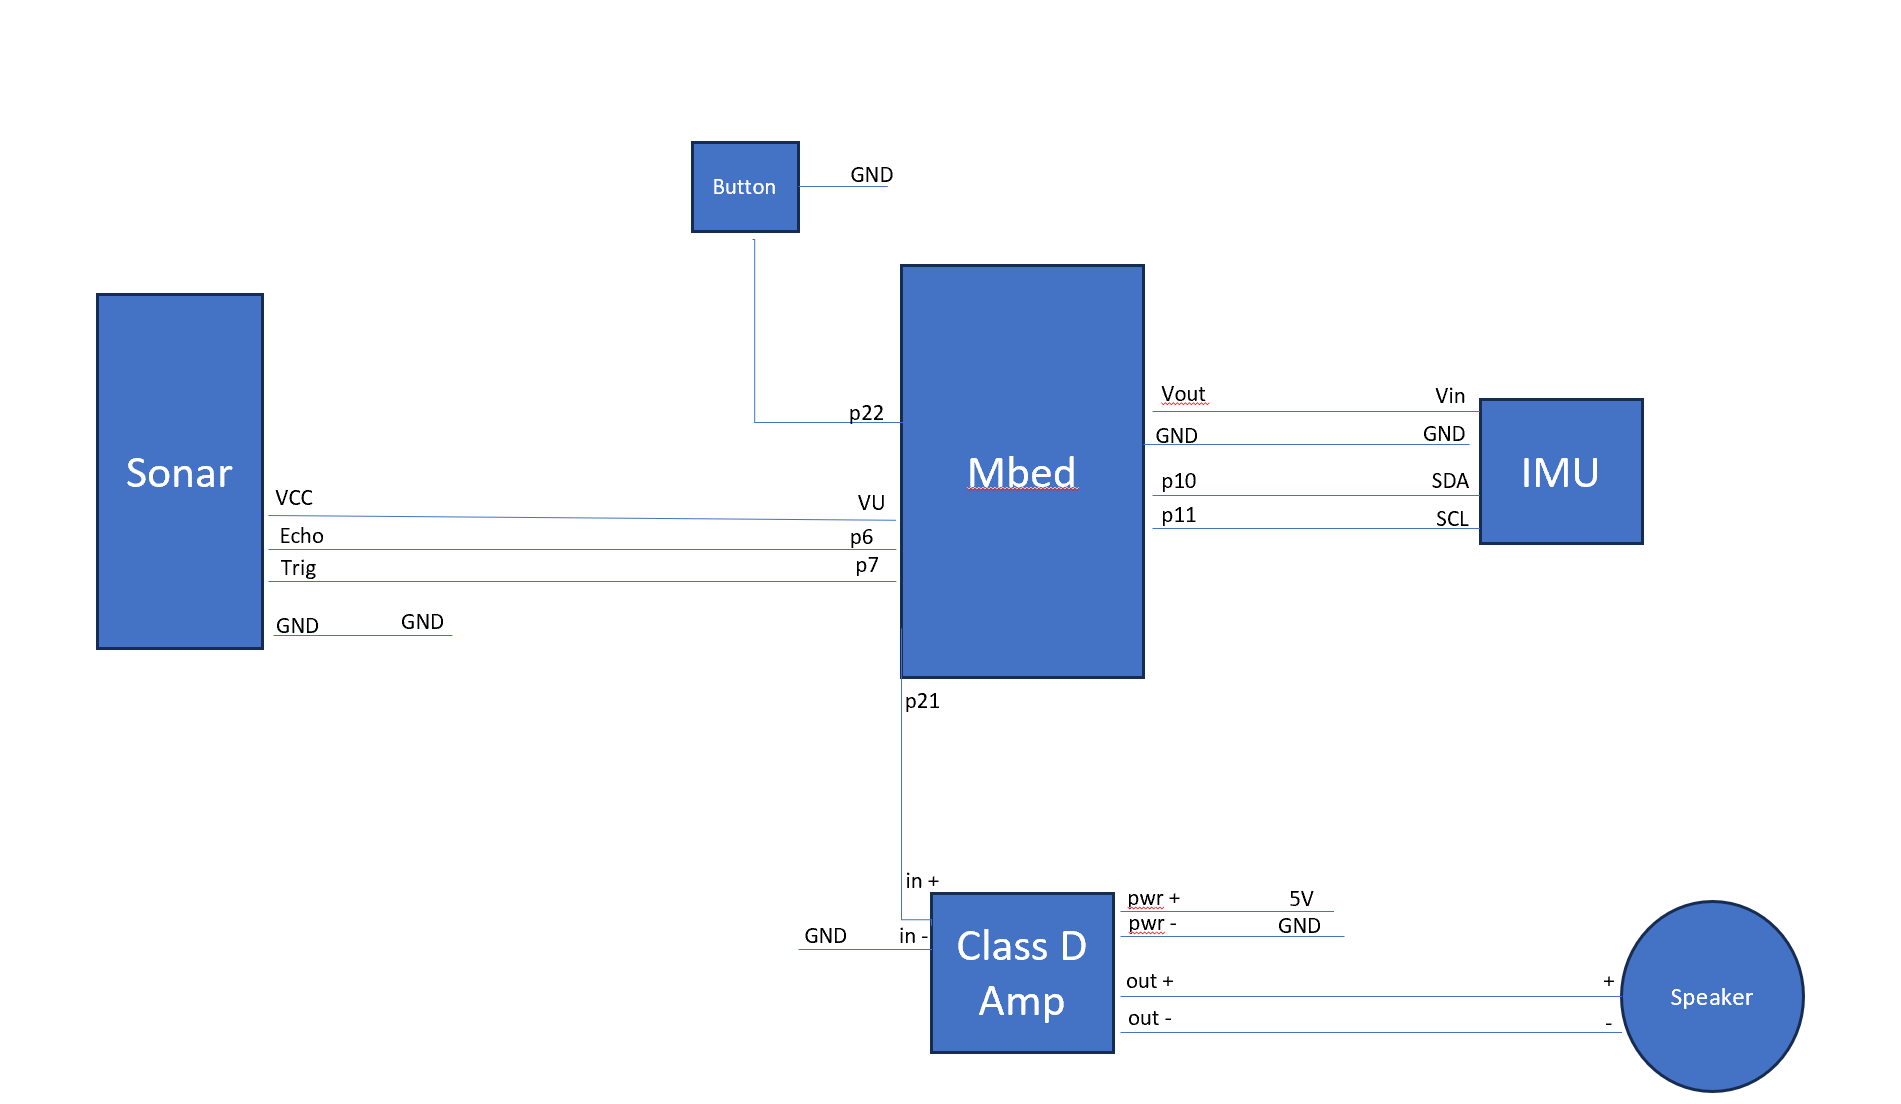 Button
GND
p22
Sonar
VCC
Echo
Trig
GND
GND
VU
p6
p7
Mbed
Vout
GND
p10
p11
Vin
GND
SDA
SCL
IMU
p21
in +
GND
in -
Class D
Amp
pwr +
5V
pwr -
GND
out +
out -
+
-
Speaker